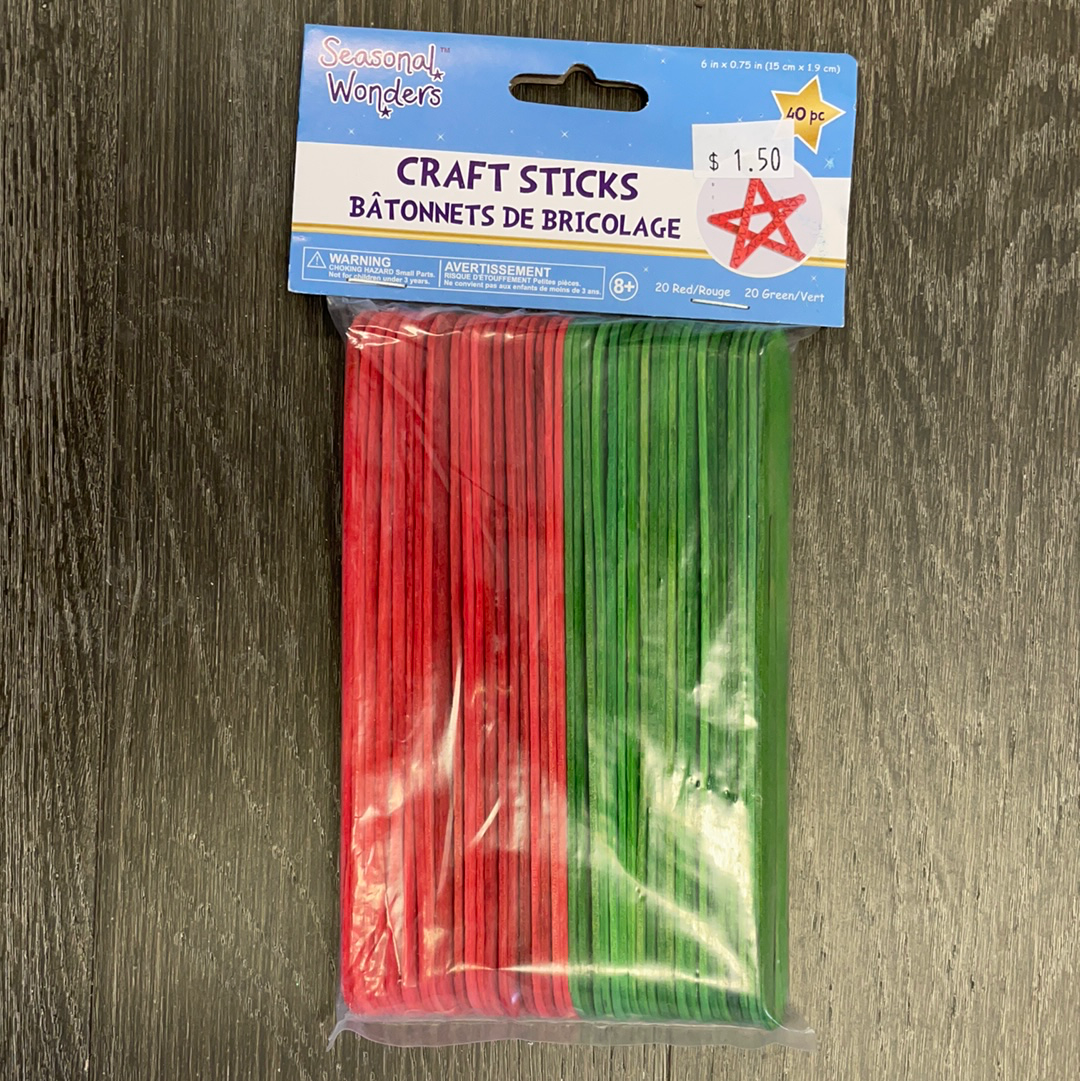 Seasonal™
Wonders
6 in x 0.75 in (15 cm x 1.9 cm)
40 pc
$ 1.50
CRAFT STICKS
BÂTONNETS DE BRICOLAGE
WARNING
CHOKING HAZARD Small Parts.
Not for children under 3 years.
AVERTISSEMENT
RISQUE D'ÉTOUFFEMENT Petites pièces.
Ne convient pas aux enfants de moins de 3 ans.
8+
20 Red/Rouge 20 Green/Vert